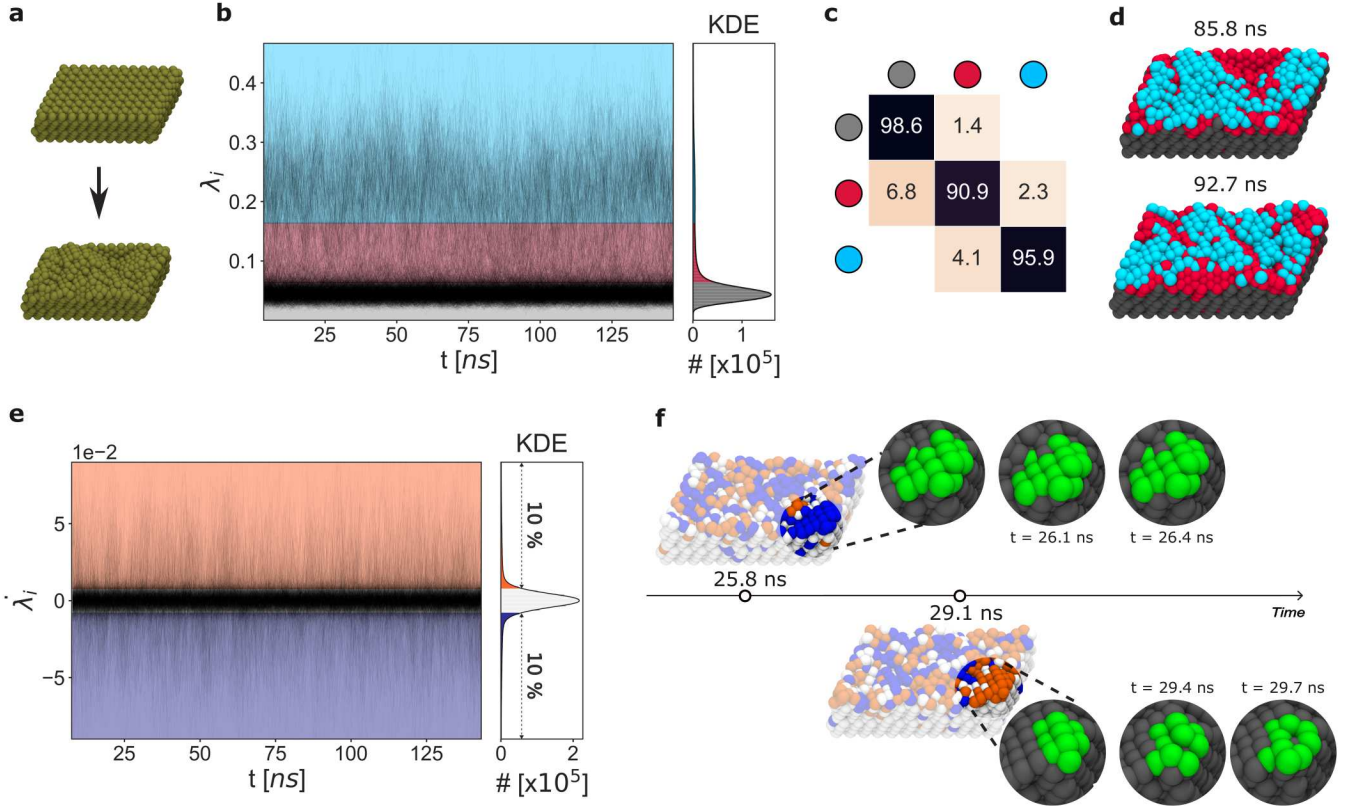 a
b
KDE
0.4
0.3
0.2
0.1
λi
25
50
75
100
125
t [ns]
0
1
# [x10⁵]
c
98.6
1.4
6.8
90.9
2.3
4.1
95.9
d
85.8 ns
92.7 ns
e
1e−2
KDE
5
0
−5
λ̇i
25
50
75
100
125
t [ns]
10 %
10 %
0
1
2
# [x10⁵]
f
t = 26.1 ns
t = 26.4 ns
25.8 ns
29.1 ns
Time
t = 29.4 ns
t = 29.7 ns